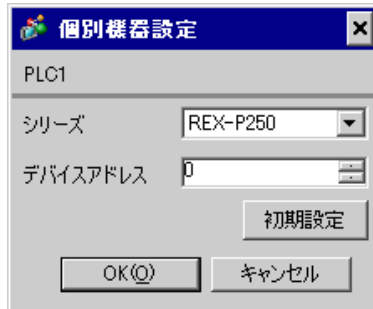 個別機器設定
PLC1
シリーズ REX-P250
デバイスアドレス 0
初期設定
OK(O) キャンセル